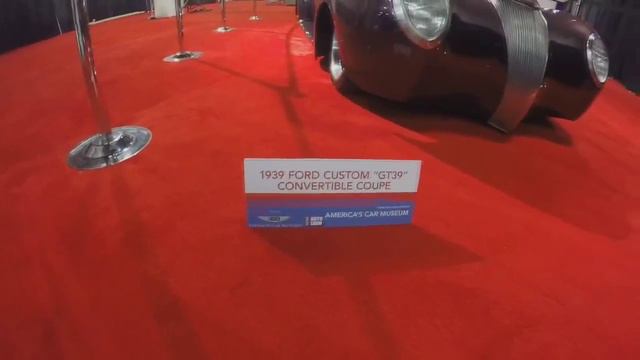 1939 FORD CUSTOM "GT39"
CONVERTIBLE COUPE
AMERICA'S CAR MUSEUM